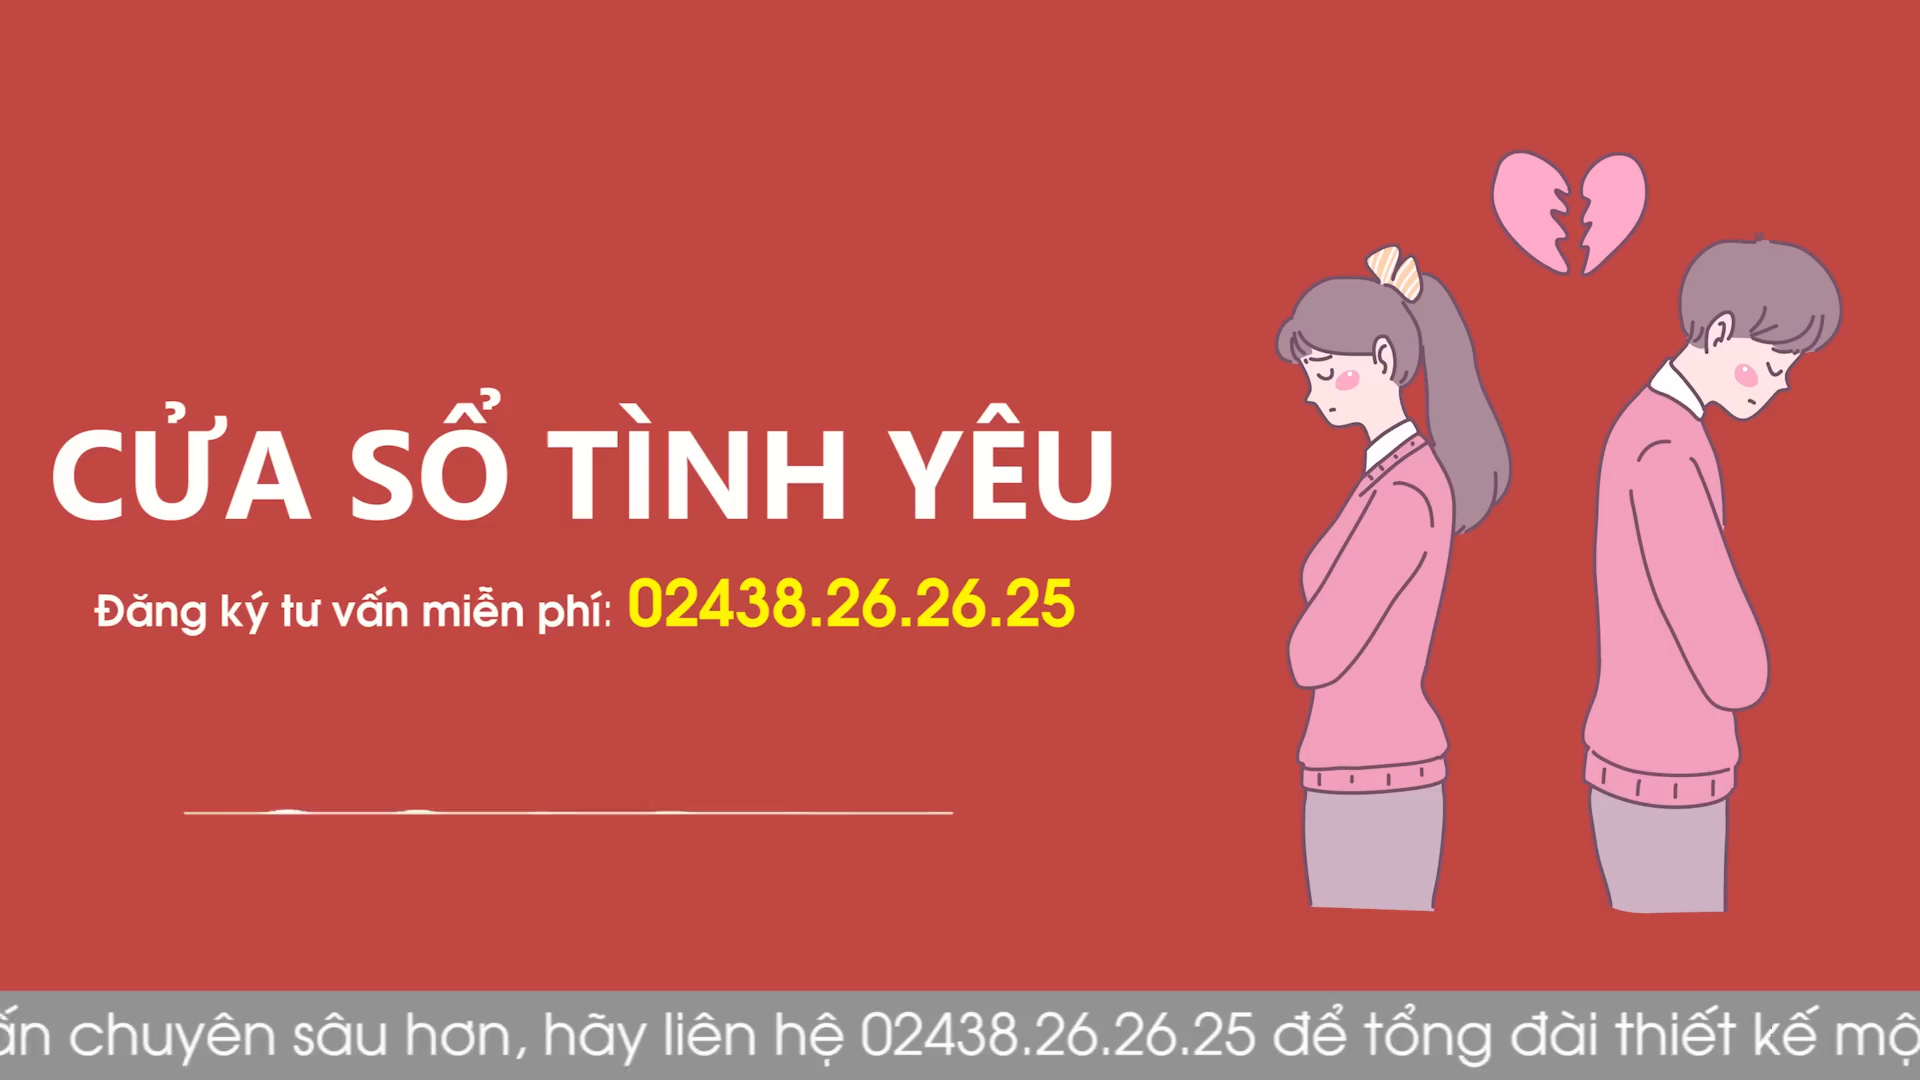 CỬA SỔ TÌNH YÊU
Đăng ký tư vấn miễn phí: 02438.26.26.25
chuyên sâu hơn, hãy liên hệ 02438.26.26.25 để tổng đài thiết kế